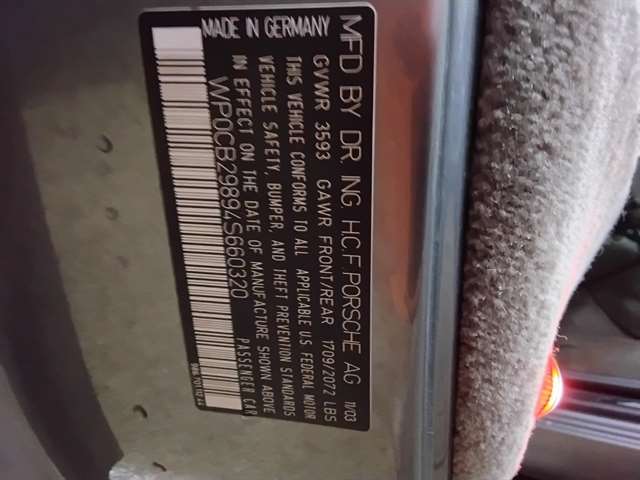 MFD BY DR. ING. H.C.F. PORSCHE AG 11/03
GVWR 3593 GAWR FRONT/REAR 1709/2072 LBS
THIS VEHICLE CONFORMS TO ALL APPLICABLE U.S. FEDERAL MOTOR
VEHICLE SAFETY, BUMPER, AND THEFT PREVENTION STANDARDS
IN EFFECT ON THE DATE OF MANUFACTURE SHOWN ABOVE
WP0CB29894S660320 PASSENGER CAR
MADE IN GERMANY